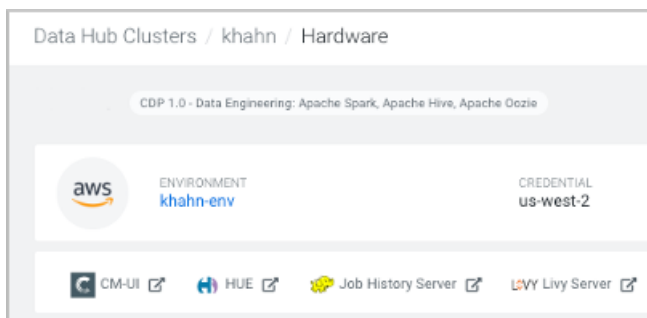 Data Hub Clusters / khahn / Hardware
CDP 1.0 - Data Engineering: Apache Spark, Apache Hive, Apache Oozie
aws
ENVIRONMENT
khahn-env
CREDENTIAL
us-west-2
CM-UI
HUE
Job History Server
LIVY Livy Server